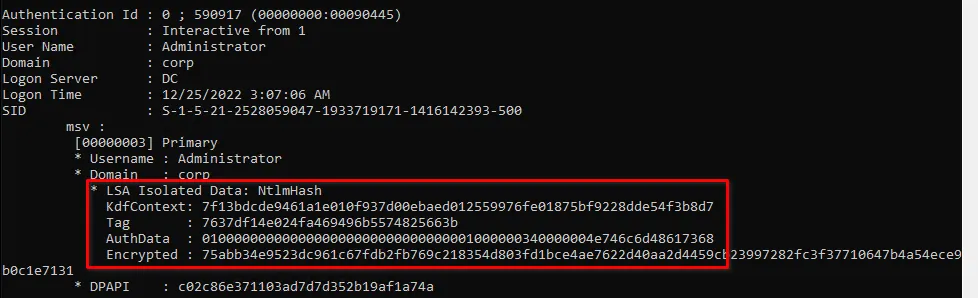 Authentication Id : 0 ; 590917 (00000000:00090445)
Session           : Interactive from 1
User Name         : Administrator
Domain            : corp
Logon Server      : DC
Logon Time        : 12/25/2022 3:07:06 AM
SID               : S-1-5-21-2528059047-1933719171-1416142393-500
        msv :
         [00000003] Primary
         * Username : Administrator
         * Domain   : corp
           * LSA Isolated Data: NtlmHash
             KdfContext: 7f13bdcde9461a1e010f937d00ebaed012559976fe01875bf9228dde54f3b8d7
             Tag       : 7637df14e024fa469496b5574825663b
             AuthData  : 0100000000000000000000000000000001000000340000004e746c6d48617368
             Encrypted : 75abb34e9523dc961c67fdb2fb769c218354d803fd1bce4ae7622d40aa2d4459cb23997282fc3f37710647b4a54ece9
b0c1e7131
         * DPAPI    : c02c86e371103ad7d7d352b19af1a74a